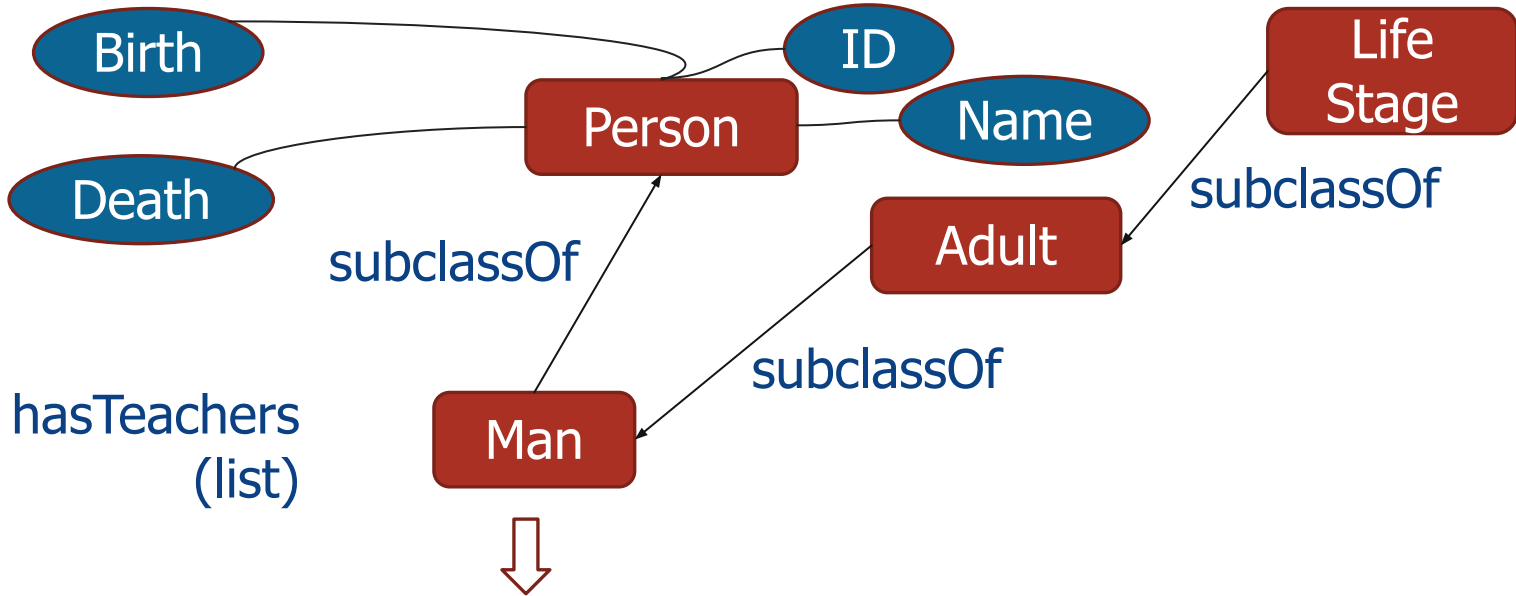 Birth
ID
Life
Stage
Person
Name
Death
subclassOf
Adult
subclassOf
subclassOf
hasTeachers
(list)
Man